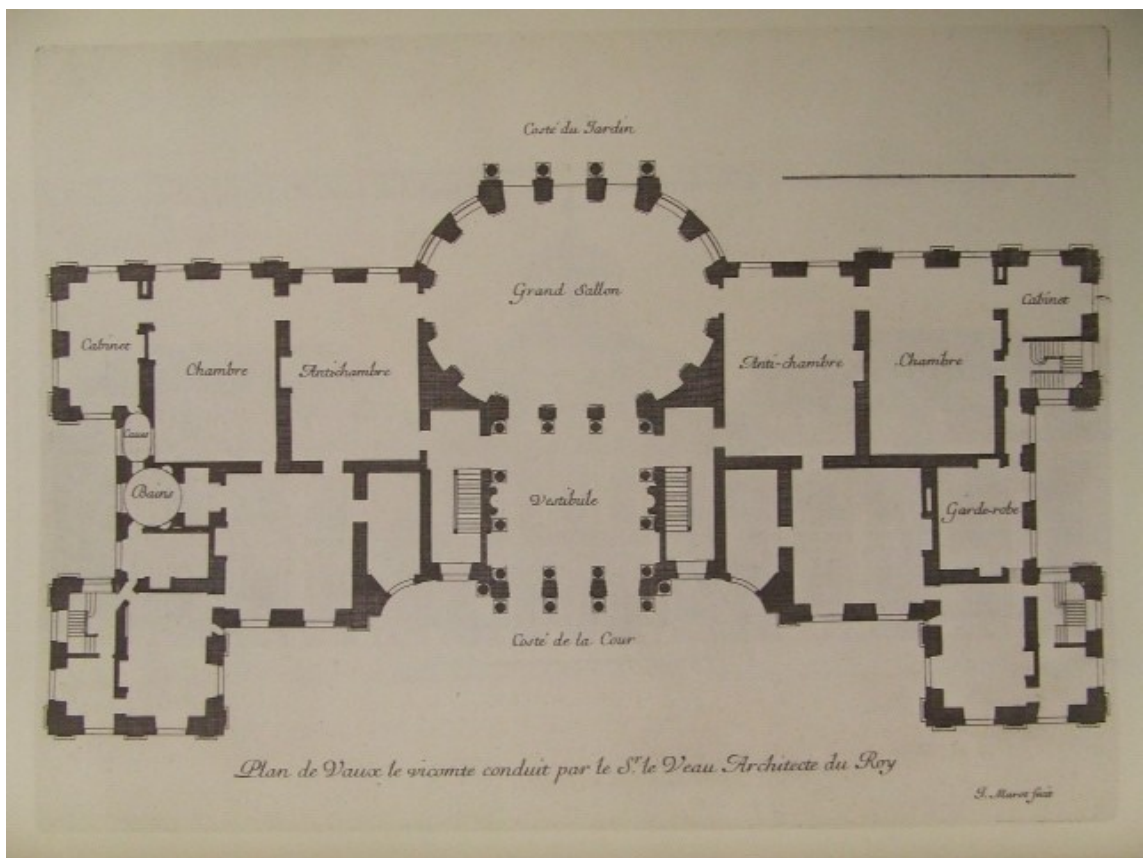 Costé du Jardin
Grand Sallon
Cabinet
Cabinet
Chambre
Antichambre
Anti-chambre
Chambre
Bains
Vestibule
Garde-robe
Costé de la Cour
Plan de Vaux le vicomte conduit par le Sr. le Veau Architecte du Roy
J. Marot fecit